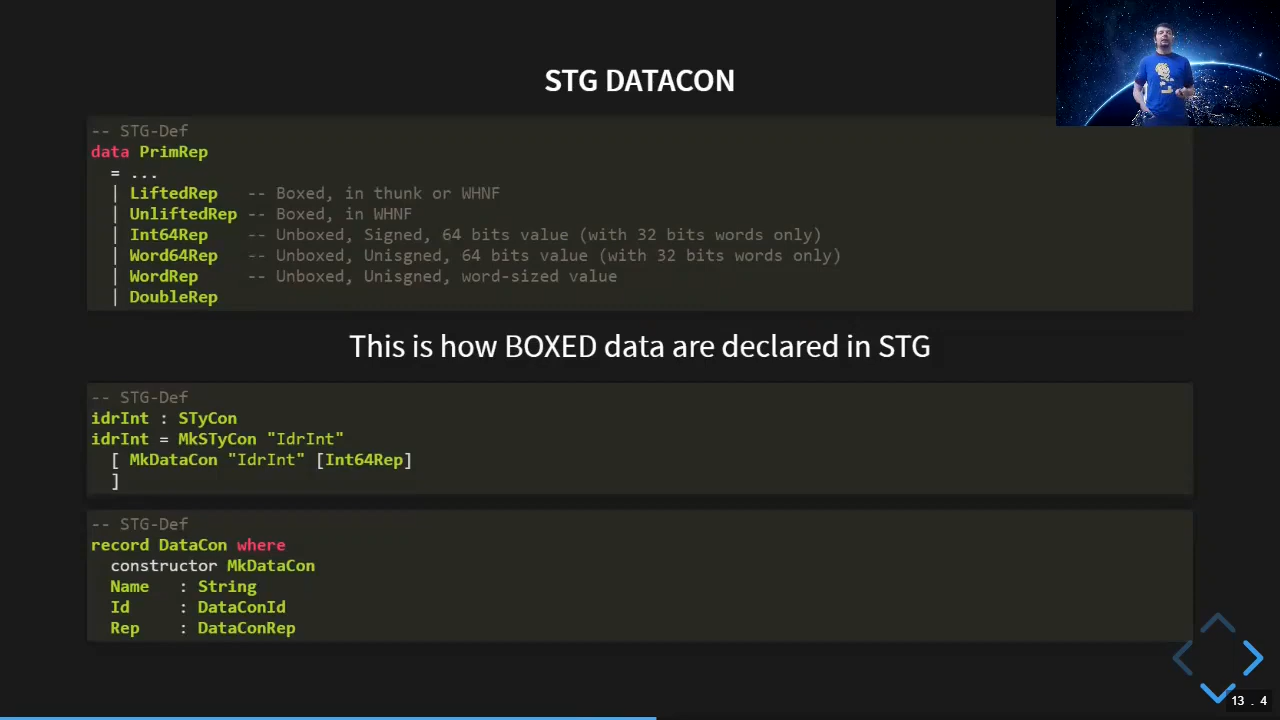 STG DATACON
-- STG-Def
data PrimRep
= ...
| LiftedRep -- Boxed, in thunk or WHNF
| UnliftedRep -- Boxed, in WHNF
| Int64Rep -- Unboxed, Signed, 64 bits value (with 32 bits words only)
| Word64Rep -- Unboxed, Unisgned, 64 bits value (with 32 bits words only)
| WordRep -- Unboxed, Unisgned, word-sized value
| DoubleRep
This is how BOXED data are declared in STG
-- STG-Def
idrInt : STyCon
idrInt = MkSTyCon "IdrInt"
[ MkDataCon "IdrInt" [Int64Rep]
]
-- STG-Def
record DataCon where
constructor MkDataCon
Name : String
Id : DataConId
Rep : DataConRep
13 . 4